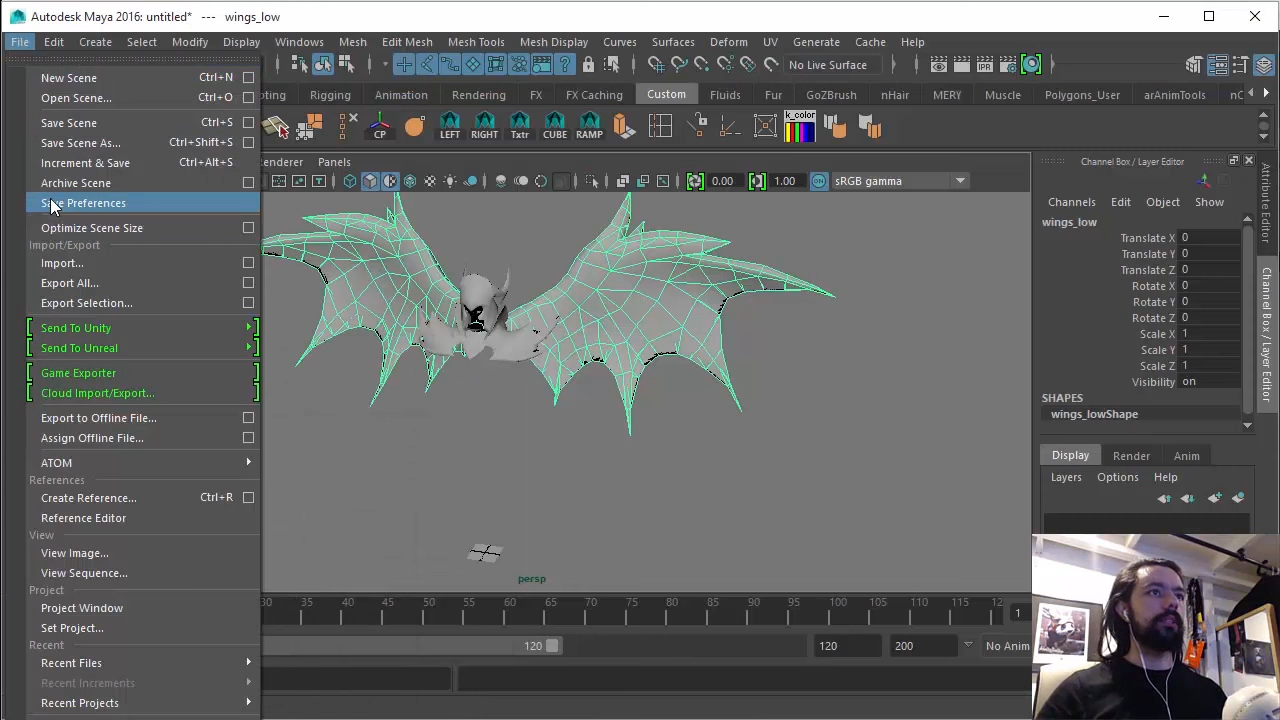 Autodesk Maya 2016: untitled* --- wings_low
File Edit Create Select Modify Display Windows Mesh Edit Mesh Mesh Tools Mesh Display Curves Surfaces Deform UV Generate Cache Help
No Live Surface
Rigging Animation Rendering FX FX Caching Custom Fluids Fur GoZBrush nHair MERY Muscle Polygons_User arAnimTools
CP LEFT RIGHT Txtr CUBE RAMP k_color
Panels
0.00 1.00 sRGB gamma
New Scene Ctrl+N
Open Scene... Ctrl+O
Save Scene Ctrl+S
Save Scene As... Ctrl+Shift+S
Increment & Save Ctrl+Alt+S
Archive Scene
Save Preferences
Optimize Scene Size
Import/Export
Import...
Export All...
Export Selection...
Send To Unity
Send To Unreal
Game Exporter
Cloud Import/Export...
Export to Offline File...
Assign Offline File...
ATOM
References
Create Reference... Ctrl+R
Reference Editor
View
View Image...
View Sequence...
Project
Project Window
Set Project...
Recent
Recent Files
Recent Increments
Recent Projects
persp
30 35 40 45 50 55 60 65 70 75 80 85 90 95 100 105 110 115 12
1
120 120 200 No Anim
Channel Box / Layer Editor
Channels Edit Object Show
wings_low
Translate X 0
Translate Y 0
Translate Z 0
Rotate X 0
Rotate Y 0
Rotate Z 0
Scale X 1
Scale Y 1
Scale Z 1
Visibility on
SHAPES
wings_lowShape
Display Render Anim
Layers Options Help
Attribute Editor
Channel Box / Layer Editor